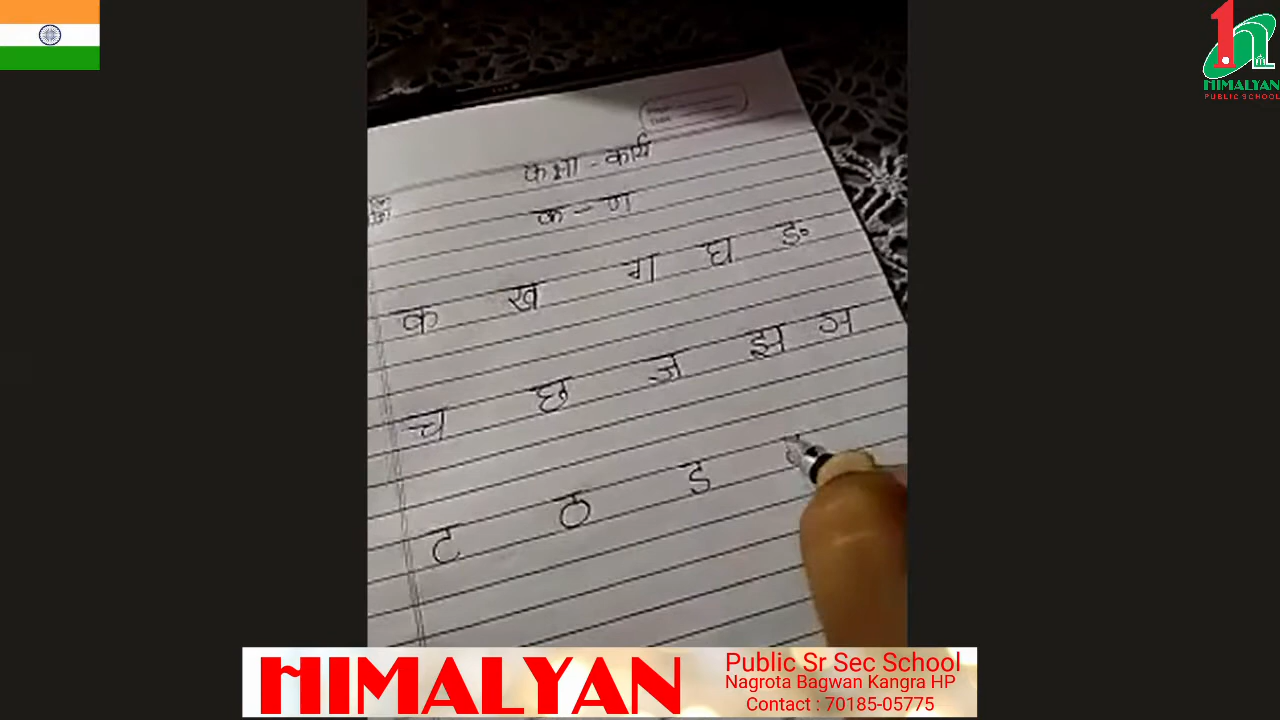 HIMALYAN
PUBLIC SCHOOL
कक्षा - कार्य
क - ण
क ख ग घ ङ
च छ ज झ ञ
ट ठ ड
HIMALYAN
Public Sr Sec School
Nagrota Bagwan Kangra HP
Contact : 70185-05775